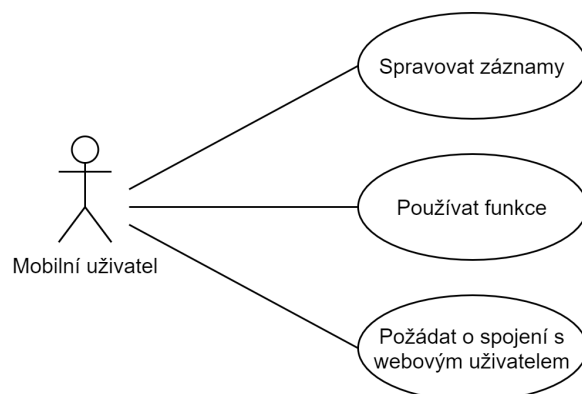 Spravovat záznamy
Používat funkce
Mobilní uživatel
Požádat o spojení s
webovým uživatelem